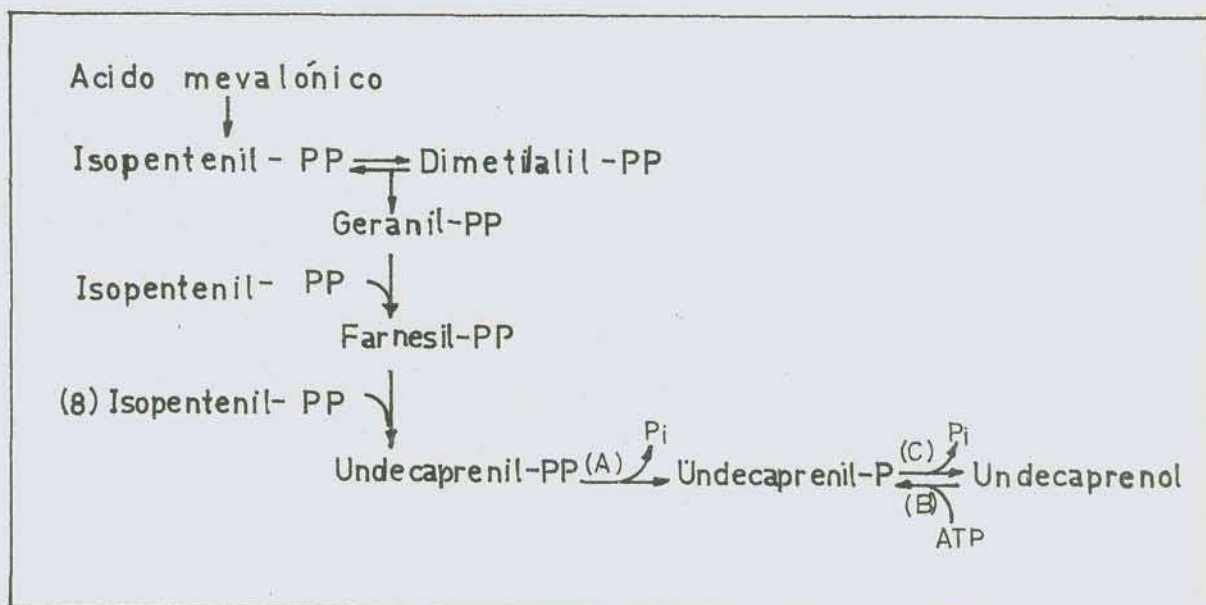 Acido mevalónico
Isopentenil - PP Dimetilalil - PP
Geranil-PP
Isopentenil- PP
Farnesil-PP
(8) Isopentenil- PP
Undecaprenil-PP (A) Pi Undecaprenil-P (C) Pi Undecaprenol
(B)
ATP